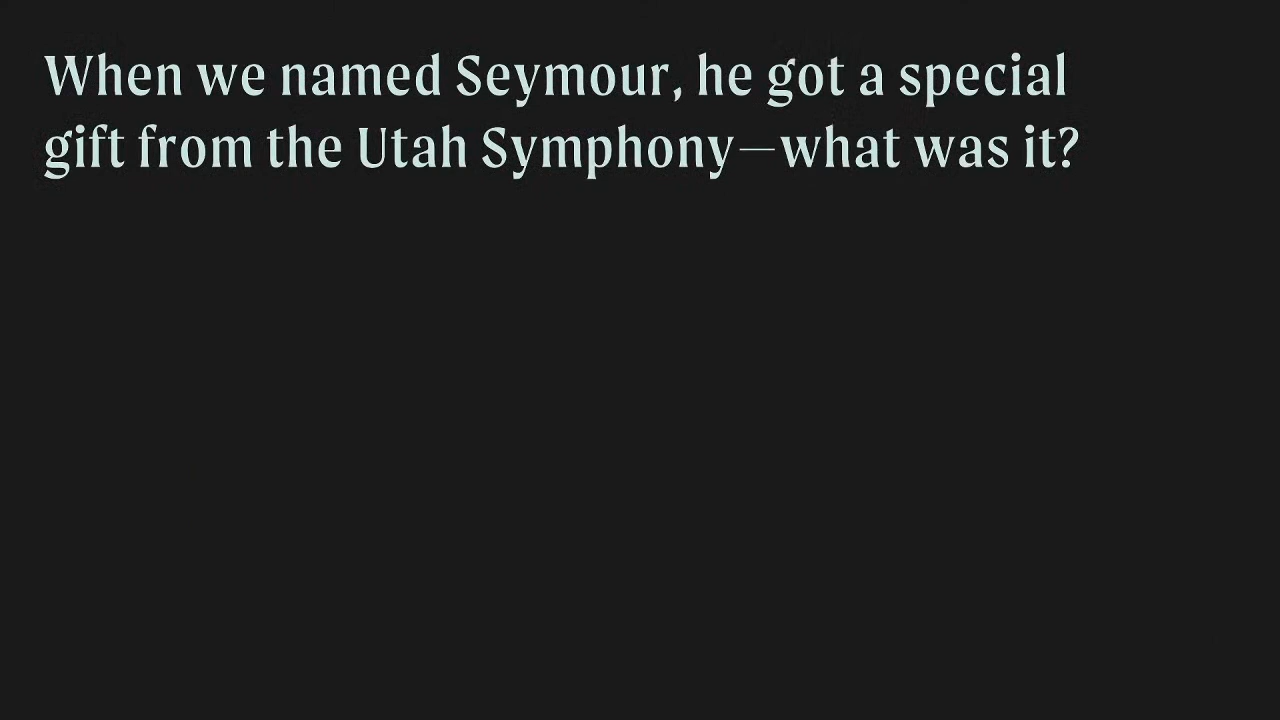 When we named Seymour, he got a special
gift from the Utah Symphony—what was it?